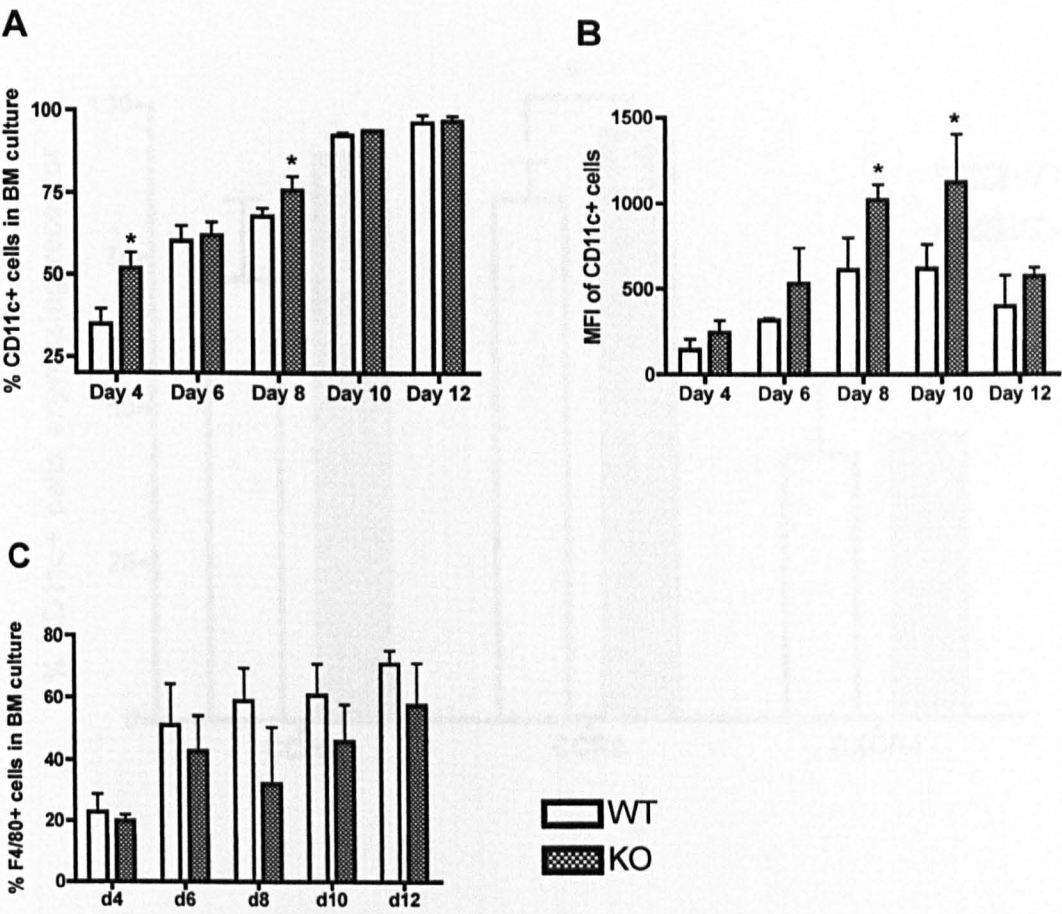 A
B
% CD11c+ cells in BM culture
100
75
50
25
Day 4 Day 6 Day 8 Day 10 Day 12
*
*
MFI of CD11c+ cells
1500
1000
500
0
Day 4 Day 6 Day 8 Day 10 Day 12
*
*
C
% F4/80+ cells in BM culture
80
60
40
20
0
d4 d6 d8 d10 d12
WT
KO